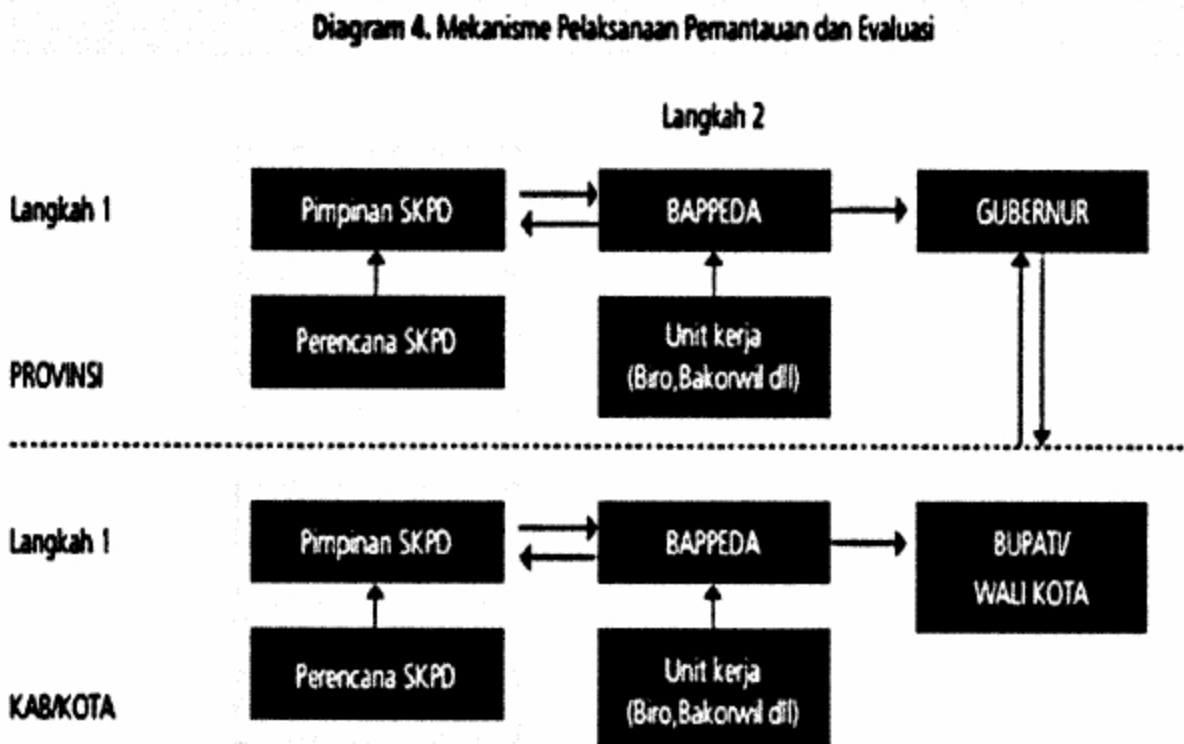 Diagram 4. Mekanisme Pelaksanaan Pemantauan dan Evaluasi
Langkah 2
Langkah 1
Pimpinan SKPD
BAPPEDA
GUBERNUR
Perencana SKPD
Unit kerja
(Biro,Bakorwil dll)
PROVINSI
Langkah 1
Pimpinan SKPD
BAPPEDA
BUPATI/
WALI KOTA
Perencana SKPD
Unit kerja
(Biro,Bakorwil dll)
KAB/KOTA